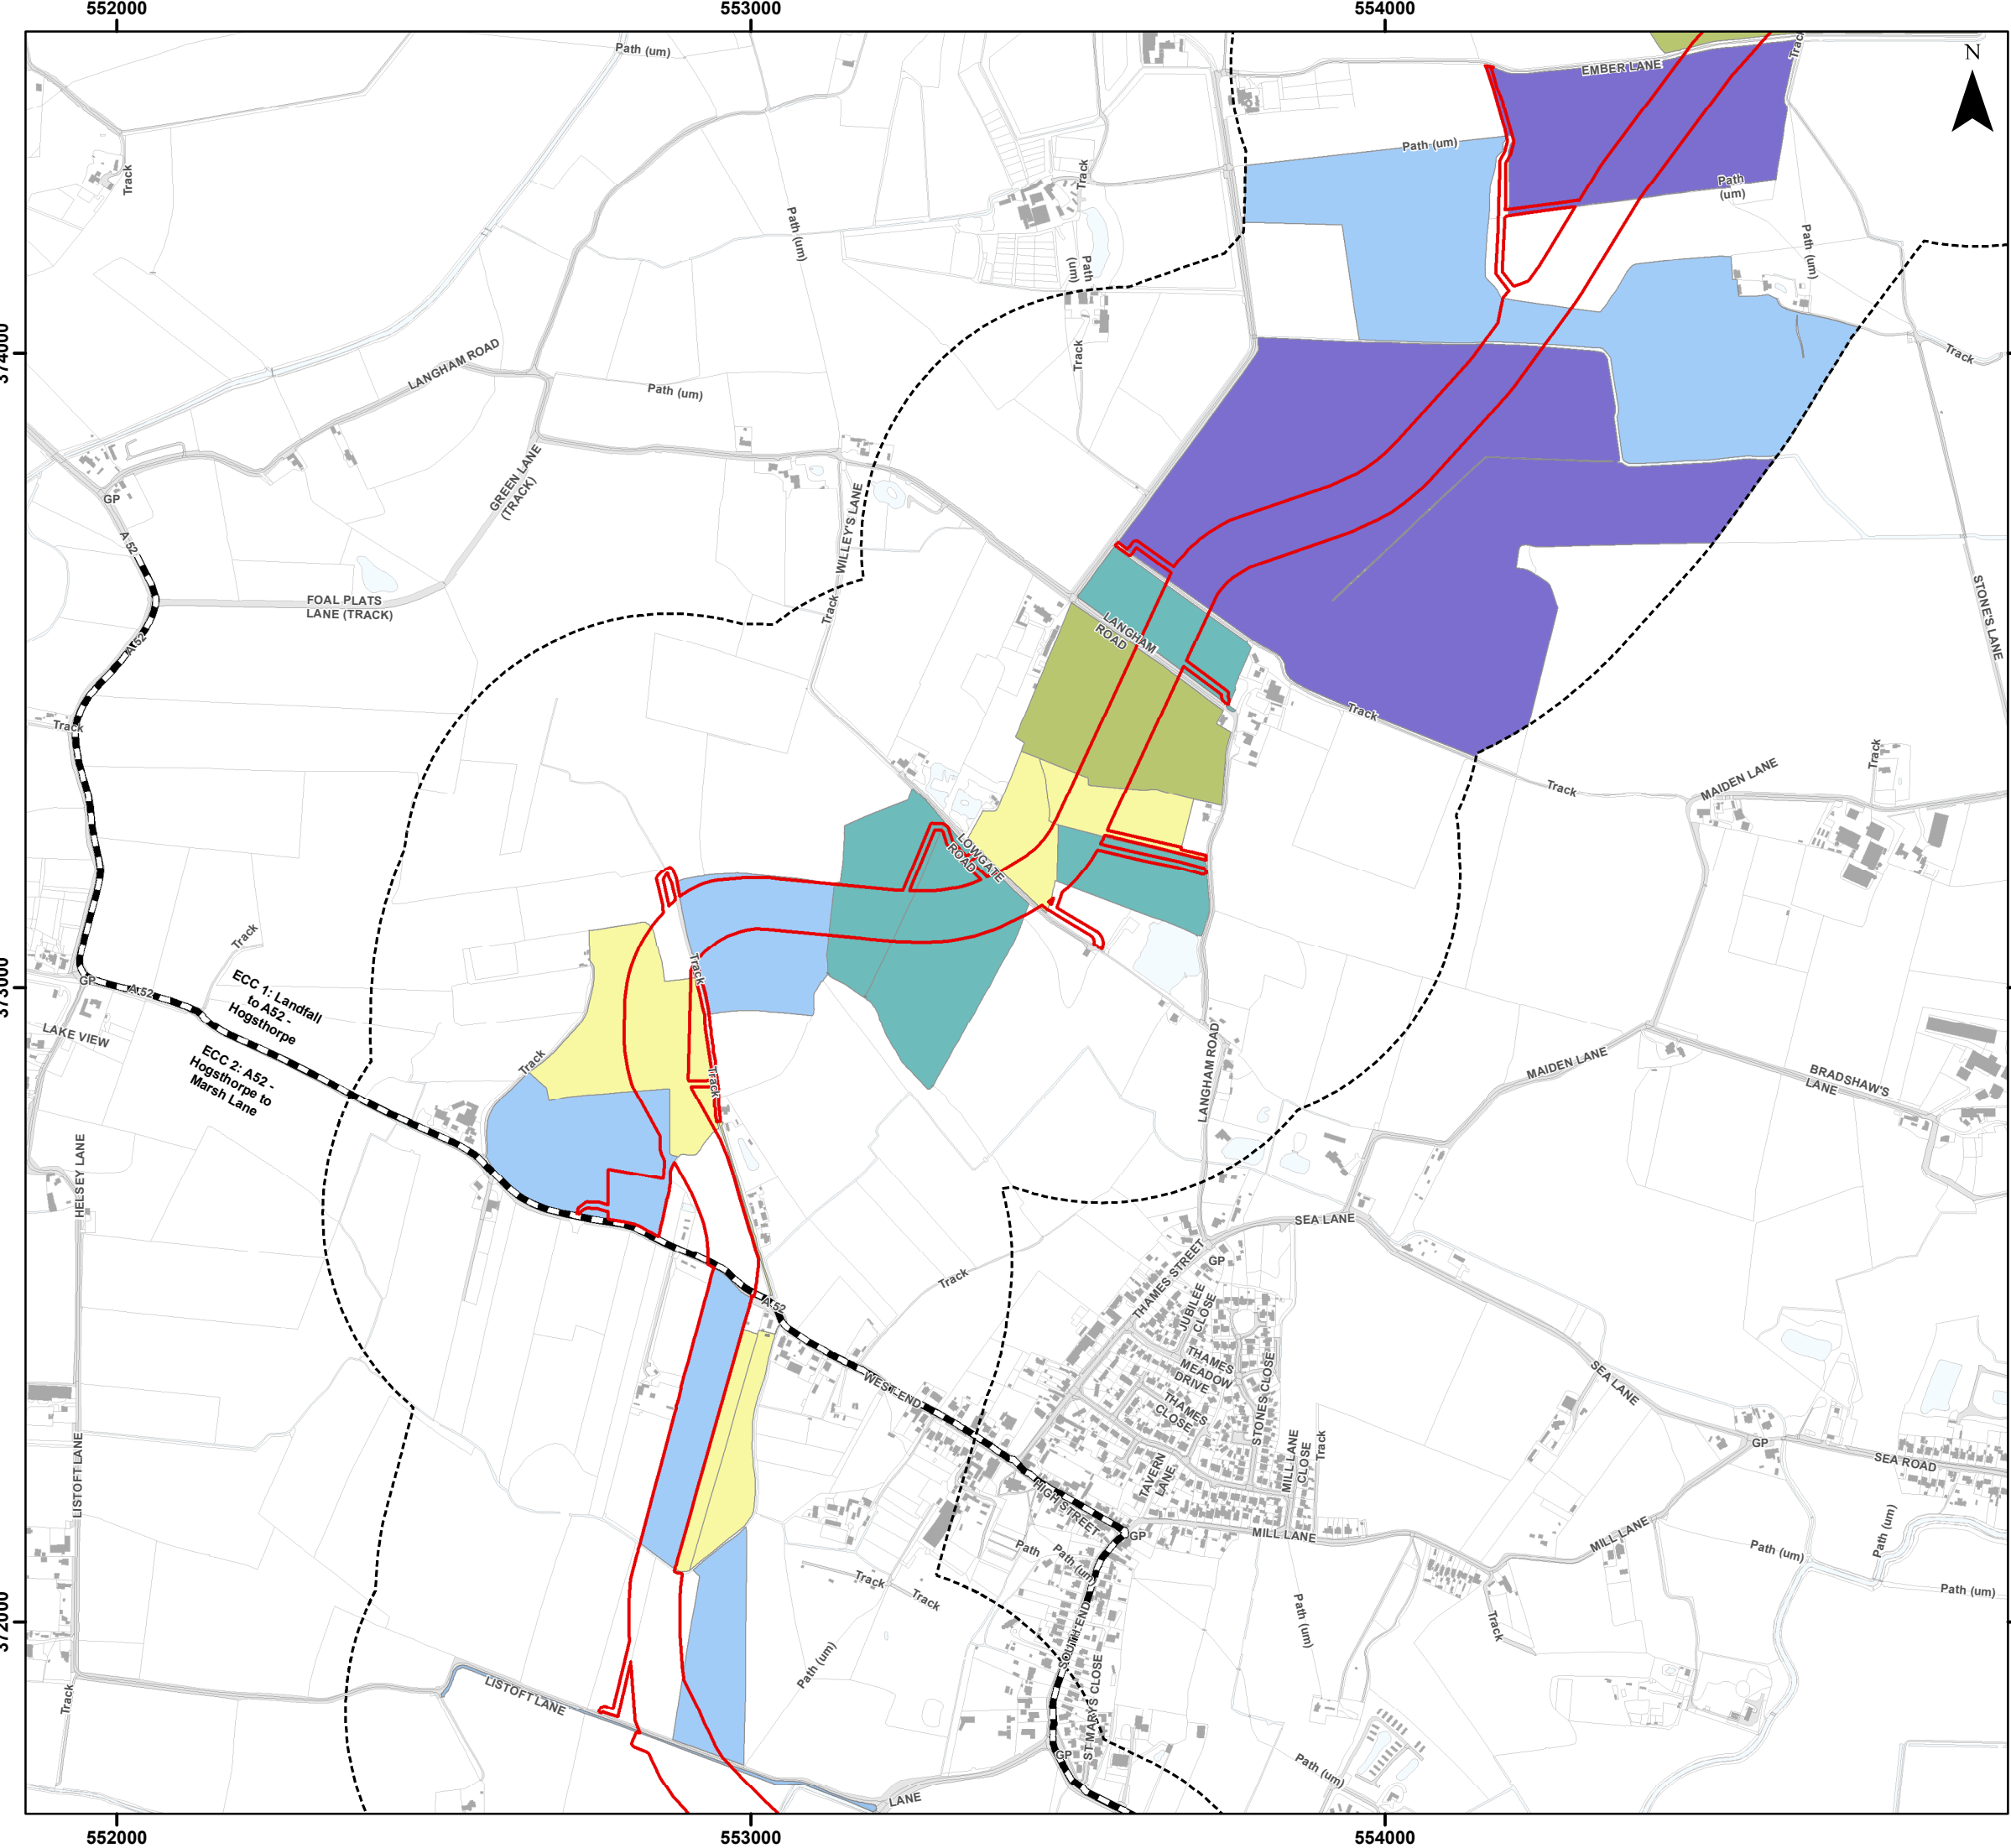 552000
553000
554000
N
Path (um)
EMBER LANE
Track
Path (um)
Track
Track
Path
(um)
Path (um)
Path
(um)
Path (um)
374000
LANGHAM ROAD
Track
Track
Path (um)
GREEN LANE
(TRACK)
GP
WILLEY'S LANE
A 52
FOAL PLATS
LANE (TRACK)
Track
A 52
LANGHAM
ROAD
STONE'S LANE
Track
Track
Track
MAIDEN LANE
Track
LOWGATE
ROAD
Track
Track
GP
A 52
373000
ECC 1: Landfall
to A52 -
Hogsthorpe
LAKE VIEW
ECC 2: A52 -
Hogsthorpe to
Marsh Lane
Track
Track
LANGHAM ROAD
MAIDEN LANE
BRADSHAW'S
LANE
HELSEY LANE
SEA LANE
THAMES STREET
GP
Track
JUBILEE
CLOSE
A 52
THAMES
MEADOW
DRIVE
THAMES
CLOSE
STONES CLOSE
WEST END
SEA LANE
LISTOFT LANE
TAVERN
LANE
MILL LANE
CLOSE
Track
GP
SEA ROAD
HIGH STREET
GP
MILL LANE
MILL LANE
Path (um)
Path
Path (um)
Path (um)
Path (um)
Track
Track
372000
SOUTH END
Path (um)
Path (um)
Track
Track
LISTOFT LANE
ST MARYS CLOSE
GP
Path (um)
LANE
552000
553000
554000